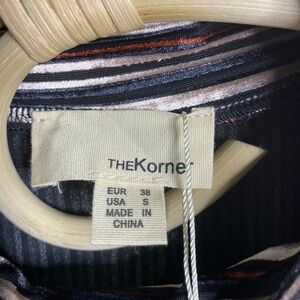 THEKorner
EUR 38
USA S
MADE IN
CHINA